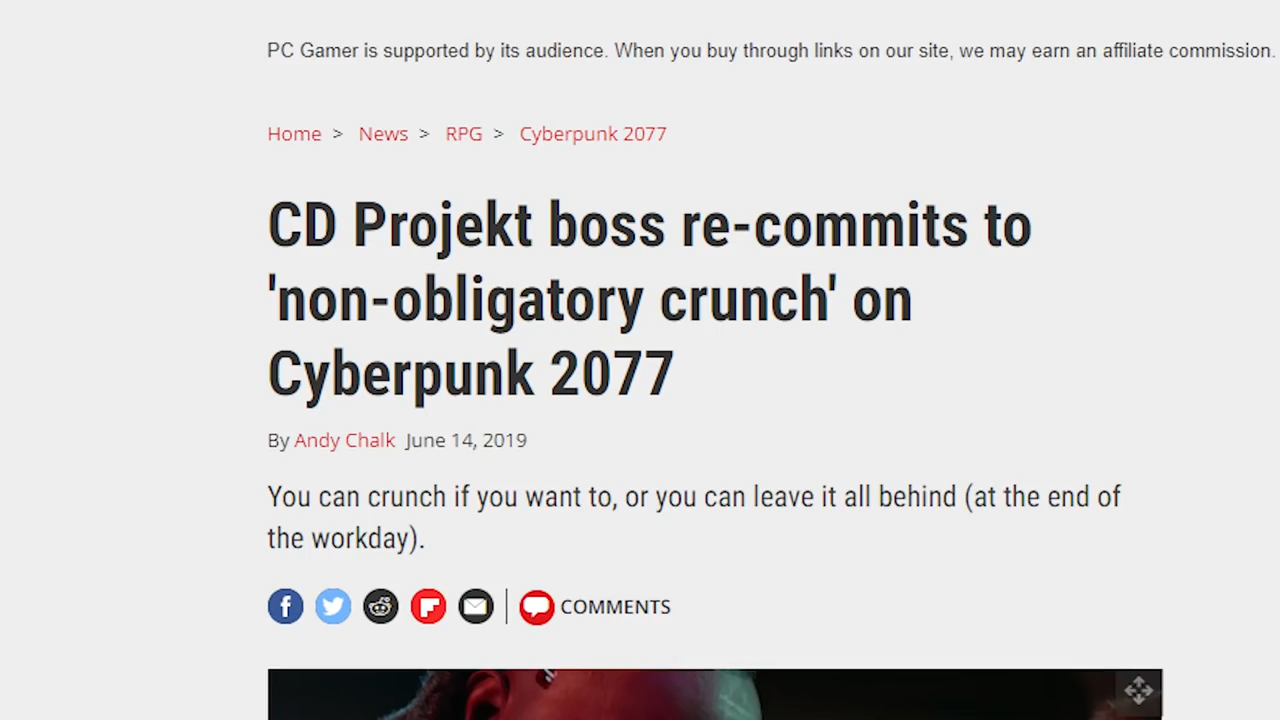 PC Gamer is supported by its audience. When you buy through links on our site, we may earn an affiliate commission.
Home > News > RPG > Cyberpunk 2077
CD Projekt boss re-commits to
'non-obligatory crunch' on
Cyberpunk 2077
By Andy Chalk June 14, 2019
You can crunch if you want to, or you can leave it all behind (at the end of
the workday).
COMMENTS